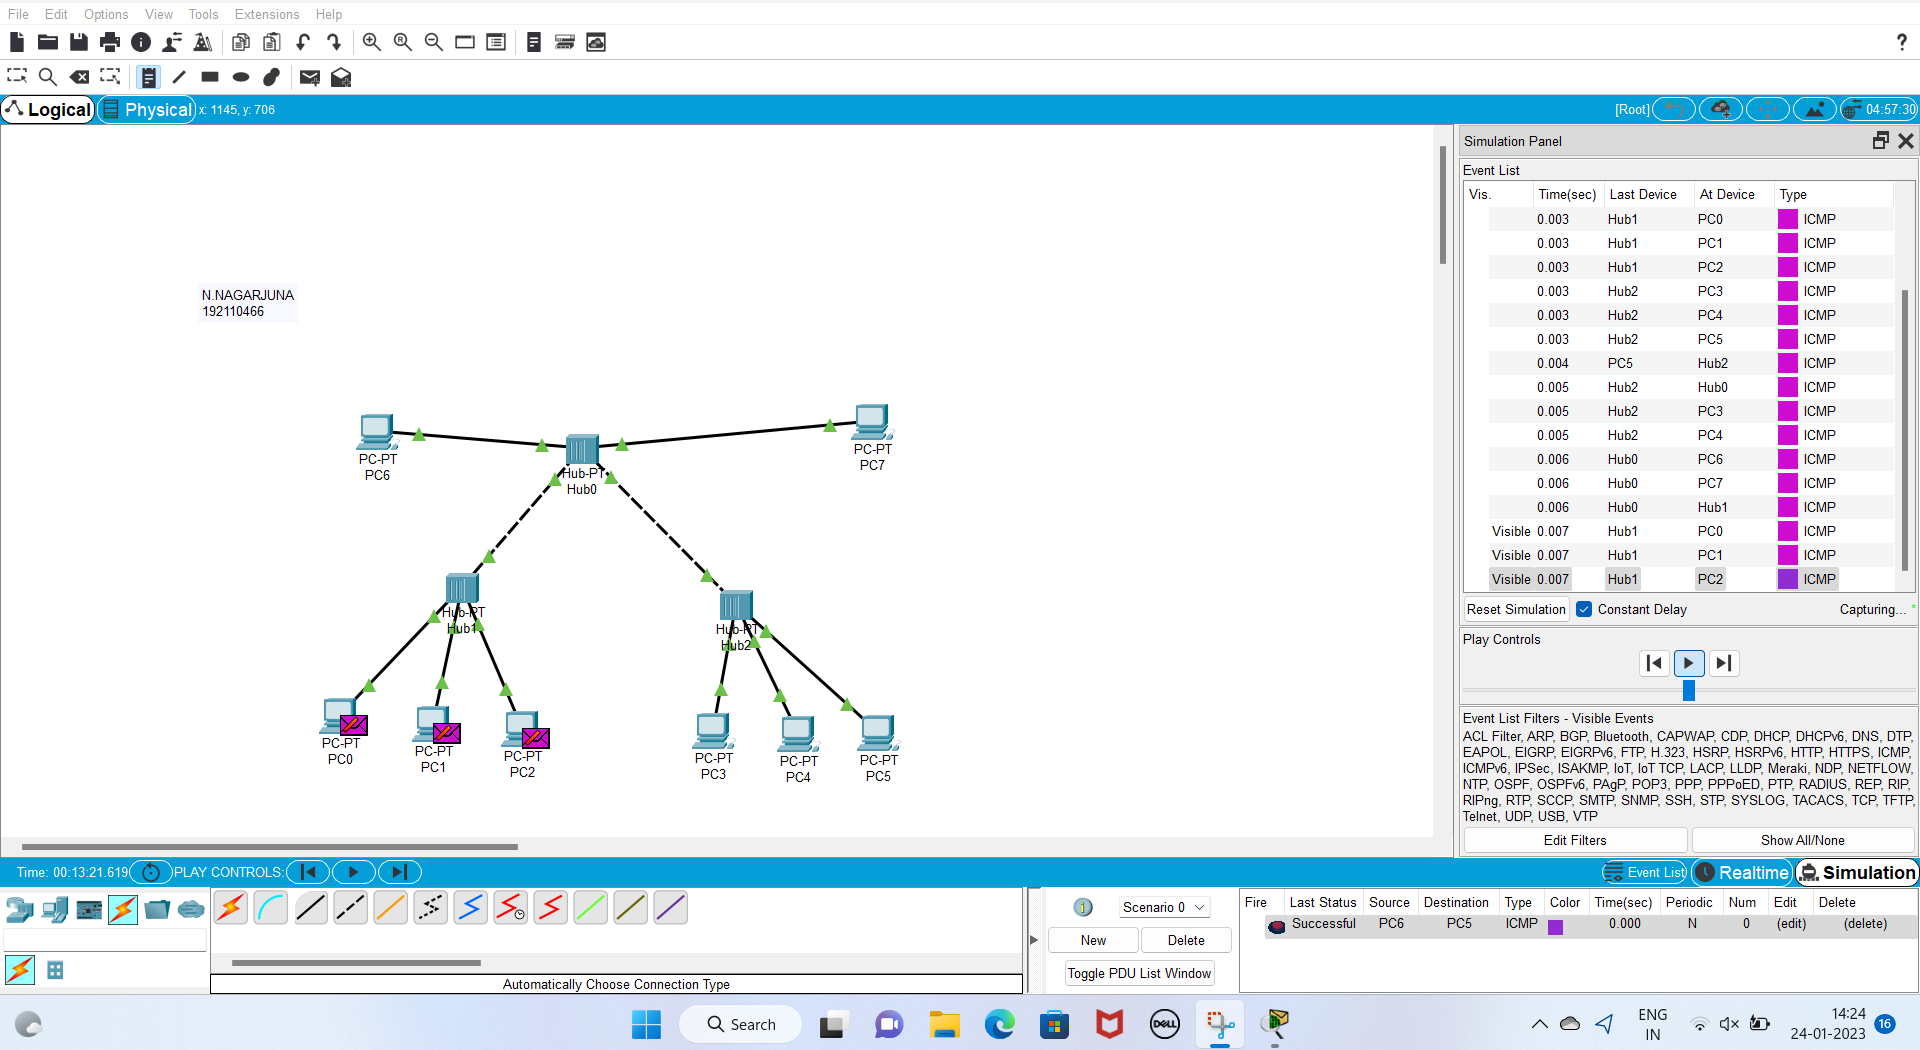 File Edit Options View Tools Extensions Help
?
Logical Physical x: 1145, y: 706 [Root] 04:57:30
Simulation Panel
Event List
Vis. Time(sec) Last Device At Device Type
0.003 Hub1 PC0 ICMP
0.003 Hub1 PC1 ICMP
0.003 Hub1 PC2 ICMP
0.003 Hub2 PC3 ICMP
0.003 Hub2 PC4 ICMP
0.003 Hub2 PC5 ICMP
0.004 PC5 Hub2 ICMP
0.005 Hub2 Hub0 ICMP
0.005 Hub2 PC3 ICMP
0.005 Hub2 PC4 ICMP
0.006 Hub0 PC6 ICMP
0.006 Hub0 PC7 ICMP
0.006 Hub0 Hub1 ICMP
Visible 0.007 Hub1 PC0 ICMP
Visible 0.007 Hub1 PC1 ICMP
Visible 0.007 Hub1 PC2 ICMP
Reset Simulation Constant Delay Capturing... *
Play Controls
Event List Filters - Visible Events
ACL Filter, ARP, BGP, Bluetooth, CAPWAP, CDP, DHCP, DHCPv6, DNS, DTP,
EAPOL, EIGRP, EIGRPv6, FTP, H.323, HSRP, HSRPv6, HTTP, HTTPS, ICMP,
ICMPv6, IPSec, ISAKMP, IoT, IoT TCP, LACP, LLDP, Meraki, NDP, NETFLOW,
NTP, OSPF, OSPFv6, PAgP, POP3, PPP, PPPoED, PTP, RADIUS, REP, RIP,
RIPng, RTP, SCCP, SMTP, SNMP, SSH, STP, SYSLOG, TACACS, TCP, TFTP,
Telnet, UDP, USB, VTP
Edit Filters Show All/None
N.NAGARJUNA
192110466
PC-PT
PC6
Hub-PT
Hub0
PC-PT
PC7
Hub-PT
Hub1
Hub-PT
Hub2
PC-PT
PC0
PC-PT
PC1
PC-PT
PC2
PC-PT
PC3
PC-PT
PC4
PC-PT
PC5
Time: 00:13:21.619 PLAY CONTROLS: Event List Realtime Simulation
Automatically Choose Connection Type
Scenario 0
New Delete
Toggle PDU List Window
Fire Last Status Source Destination Type Color Time(sec) Periodic Num Edit Delete
Successful PC6 PC5 ICMP 0.000 N 0 (edit) (delete)
Search
DELL
ENG
IN
14:24
24-01-2023
16